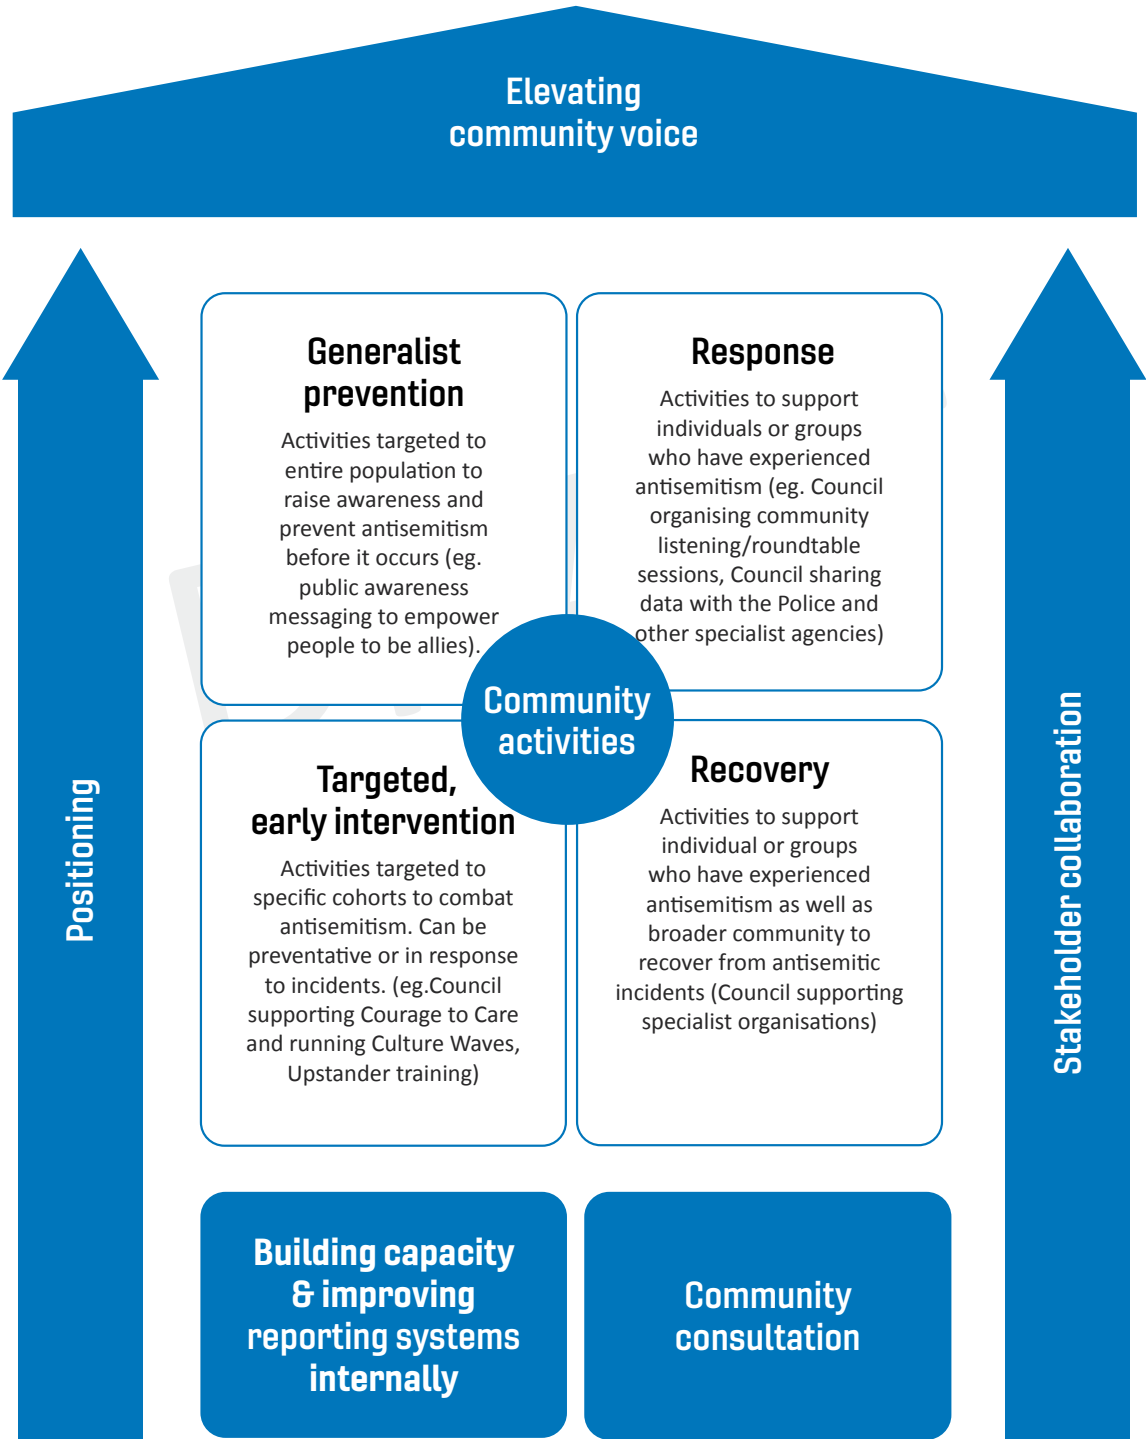 Elevating
community voice
Positioning
Generalist
prevention
Activities targeted to
entire population to
raise awareness and
prevent antisemitism
before it occurs (eg.
public awareness
messaging to empower
people to be allies).
Response
Activities to support
individuals or groups
who have experienced
antisemitism (eg. Council
organising community
listening/roundtable
sessions, Council sharing
data with the Police and
other specialist agencies)
Community
activities
Targeted,
early intervention
Activities targeted to
specific cohorts to combat
antisemitism. Can be
preventative or in response
to incidents. (eg.Council
supporting Courage to Care
and running Culture Waves,
Upstander training)
Recovery
Activities to support
individual or groups
who have experienced
antisemitism as well as
broader community to
recover from antisemitic
incidents (Council supporting
specialist organisations)
Stakeholder collaboration
Building capacity
& improving
reporting systems
internally
Community
consultation